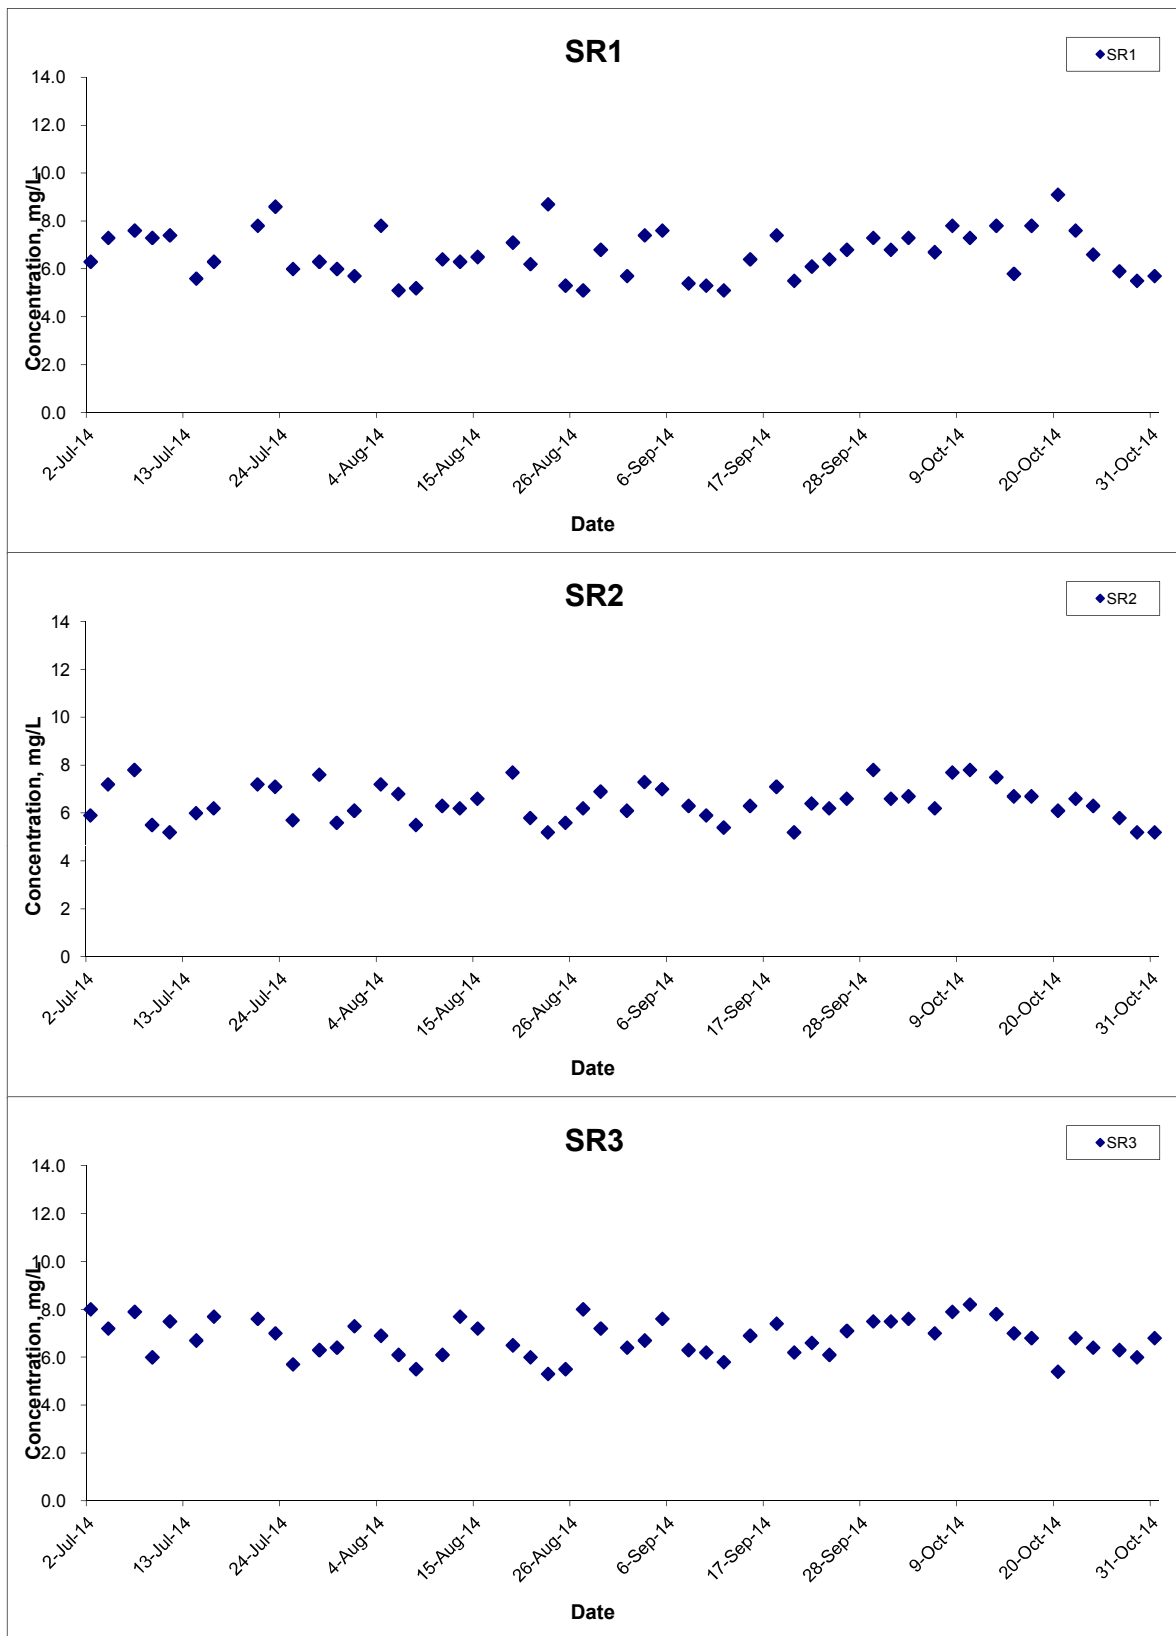 SR1
SR1
Concentration, mg/L
14.0
12.0
10.0
8.0
6.0
4.0
2.0
0.0
2-Jul-14
13-Jul-14
24-Jul-14
4-Aug-14
15-Aug-14
26-Aug-14
6-Sep-14
17-Sep-14
28-Sep-14
9-Oct-14
20-Oct-14
31-Oct-14
Date
SR2
SR2
Concentration, mg/L
14
12
10
8
6
4
2
0
2-Jul-14
13-Jul-14
24-Jul-14
4-Aug-14
15-Aug-14
26-Aug-14
6-Sep-14
17-Sep-14
28-Sep-14
9-Oct-14
20-Oct-14
31-Oct-14
Date
SR3
SR3
Concentration, mg/L
14.0
12.0
10.0
8.0
6.0
4.0
2.0
0.0
2-Jul-14
13-Jul-14
24-Jul-14
4-Aug-14
15-Aug-14
26-Aug-14
6-Sep-14
17-Sep-14
28-Sep-14
9-Oct-14
20-Oct-14
31-Oct-14
Date